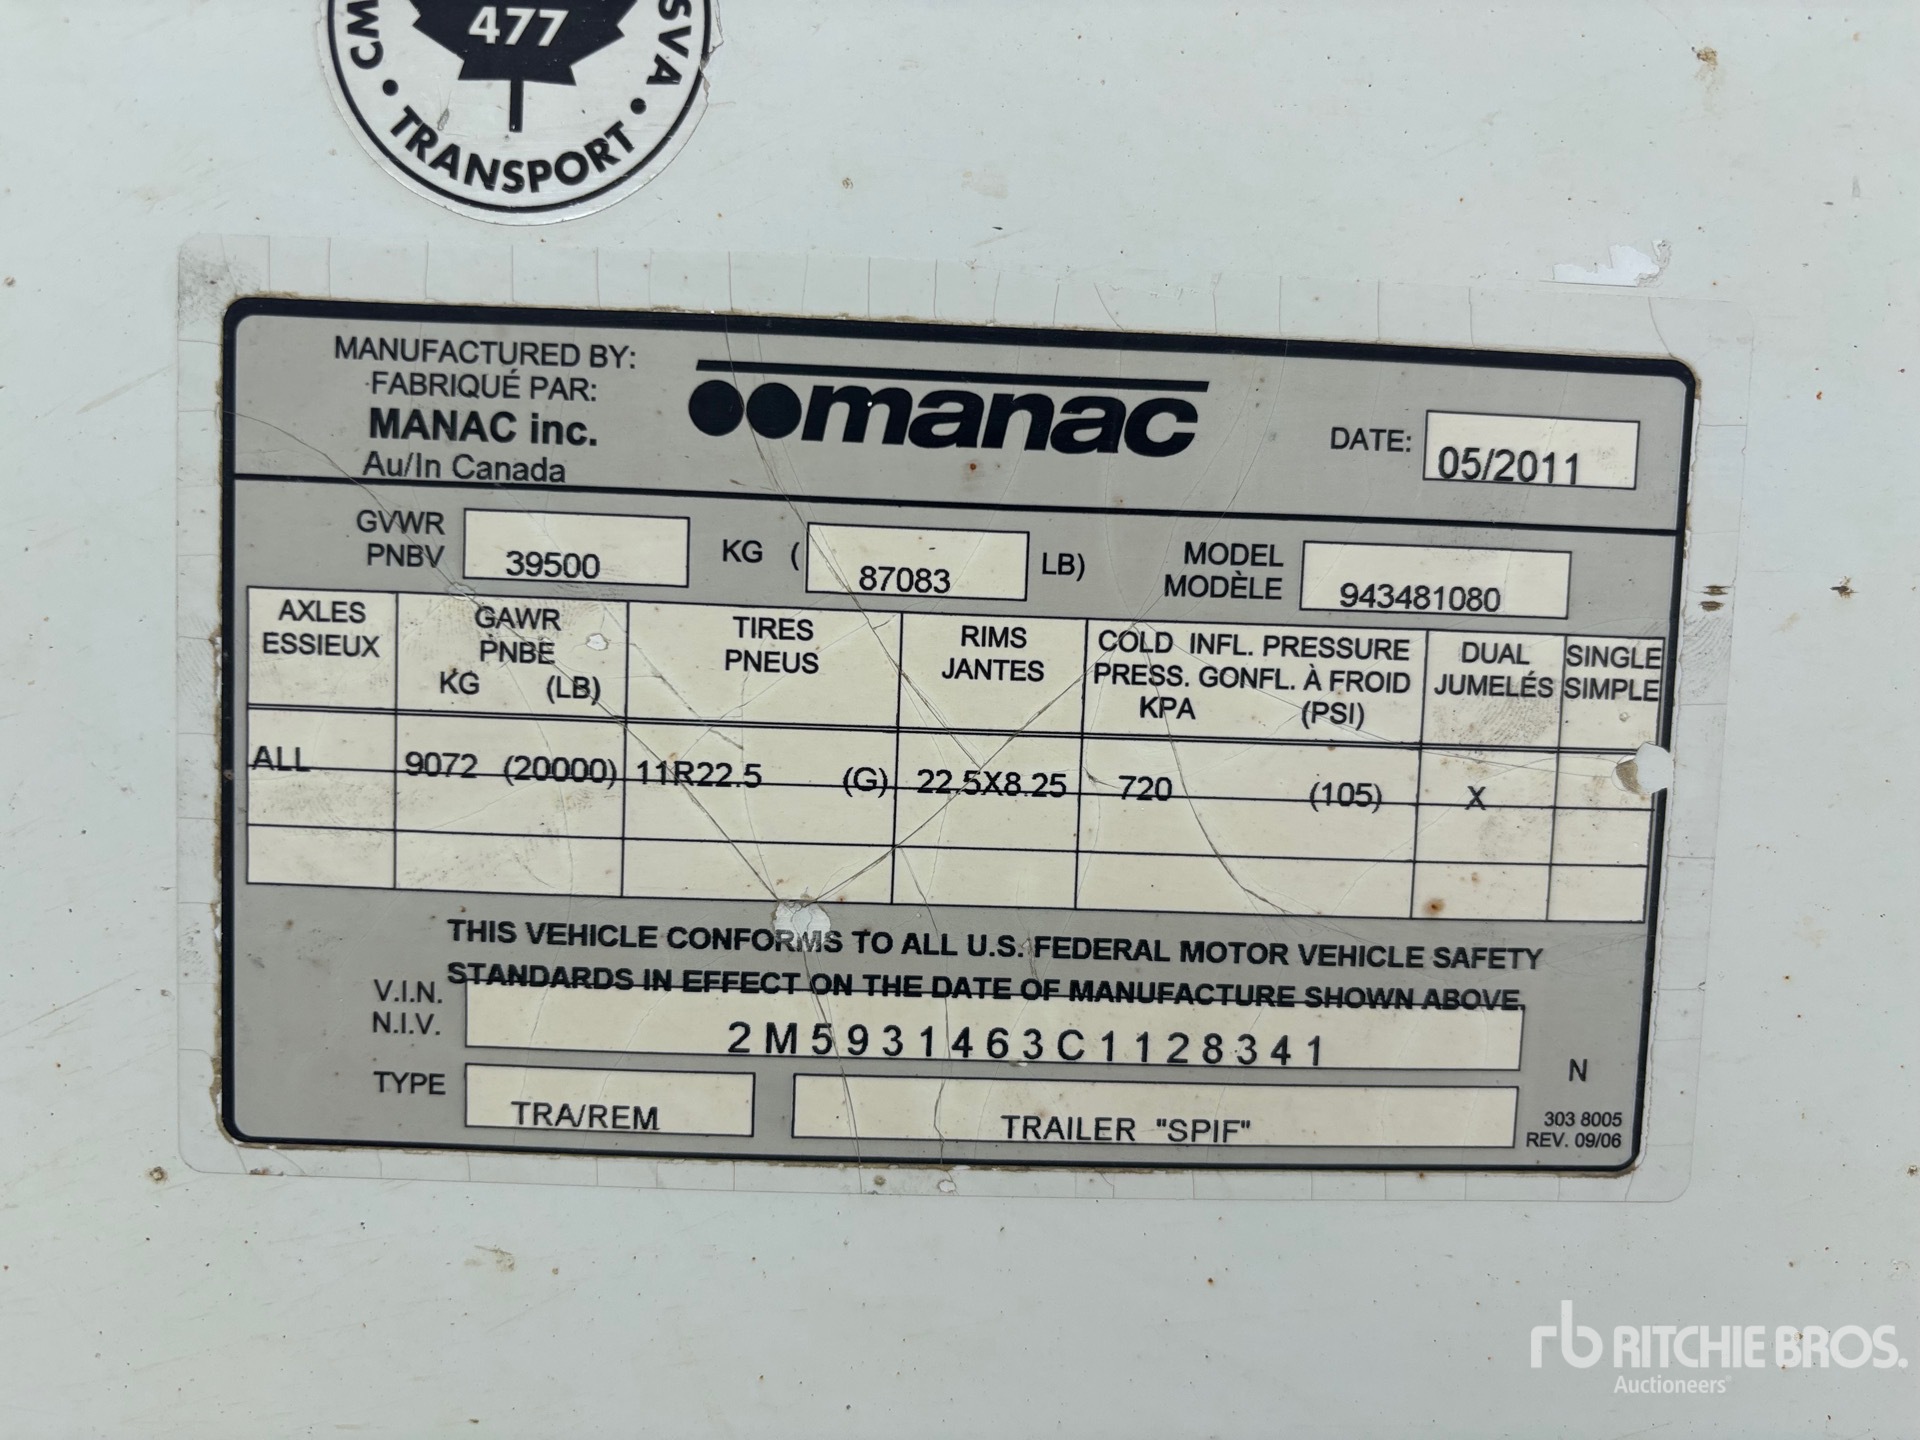 477
CM
SVA
• TRANSPORT •
MANUFACTURED BY:
FABRIQUÉ PAR:
MANAC inc.
Au/In Canada
manac
DATE: 05/2011
GVWR
PNBV
39500 KG ( 87083 LB)
MODEL
MODÈLE
943481080
AXLES
ESSIEUX
GAWR
PNBE
KG (LB)
TIRES
PNEUS
RIMS
JANTES
COLD INFL. PRESSURE
PRESS. GONFL. À FROID
KPA (PSI)
DUAL
JUMELÉS
SINGLE
SIMPLE
ALL 9072 (20000) 11R22.5 (G) 22.5X8.25 720 (105) X
THIS VEHICLE CONFORMS TO ALL U.S. FEDERAL MOTOR VEHICLE SAFETY
STANDARDS IN EFFECT ON THE DATE OF MANUFACTURE SHOWN ABOVE.
V.I.N.
N.I.V.
2M5931463C1128341
N
TYPE TRA/REM TRAILER "SPIF"
303 8005
REV. 09/06
rb RITCHIE BROS.
Auctioneers